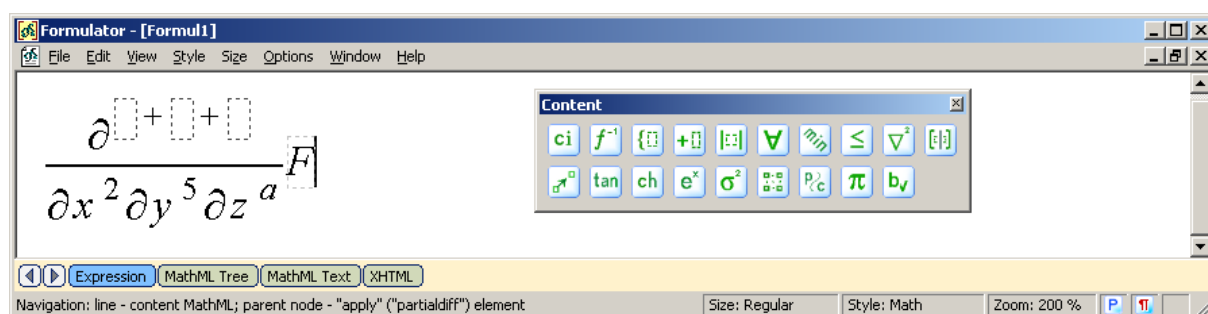 Formulator - [Formul1]
File Edit View Style Size Options Window Help
∂ + +
F
∂x 2 ∂y 5 ∂z a
Content
ci f⁻¹ {▯ +▯ |▯| ∀ ≤ ∇² [▯|▯]
tan ch eˣ σ² P/C π b√
Expression MathML Tree MathML Text XHTML
Navigation: line - content MathML; parent node - "apply" ("partialdiff") element Size: Regular Style: Math Zoom: 200 % P ¶